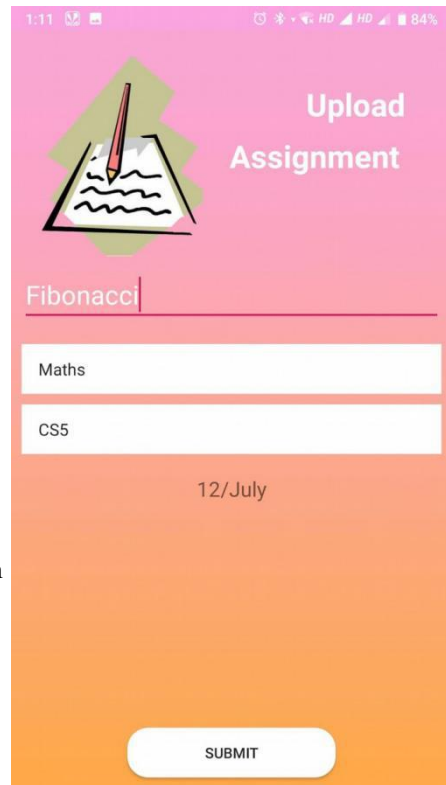 1:11 HD HD 84%
Upload
Assignment
Fibonacci
Maths
CS5
12/July
SUBMIT